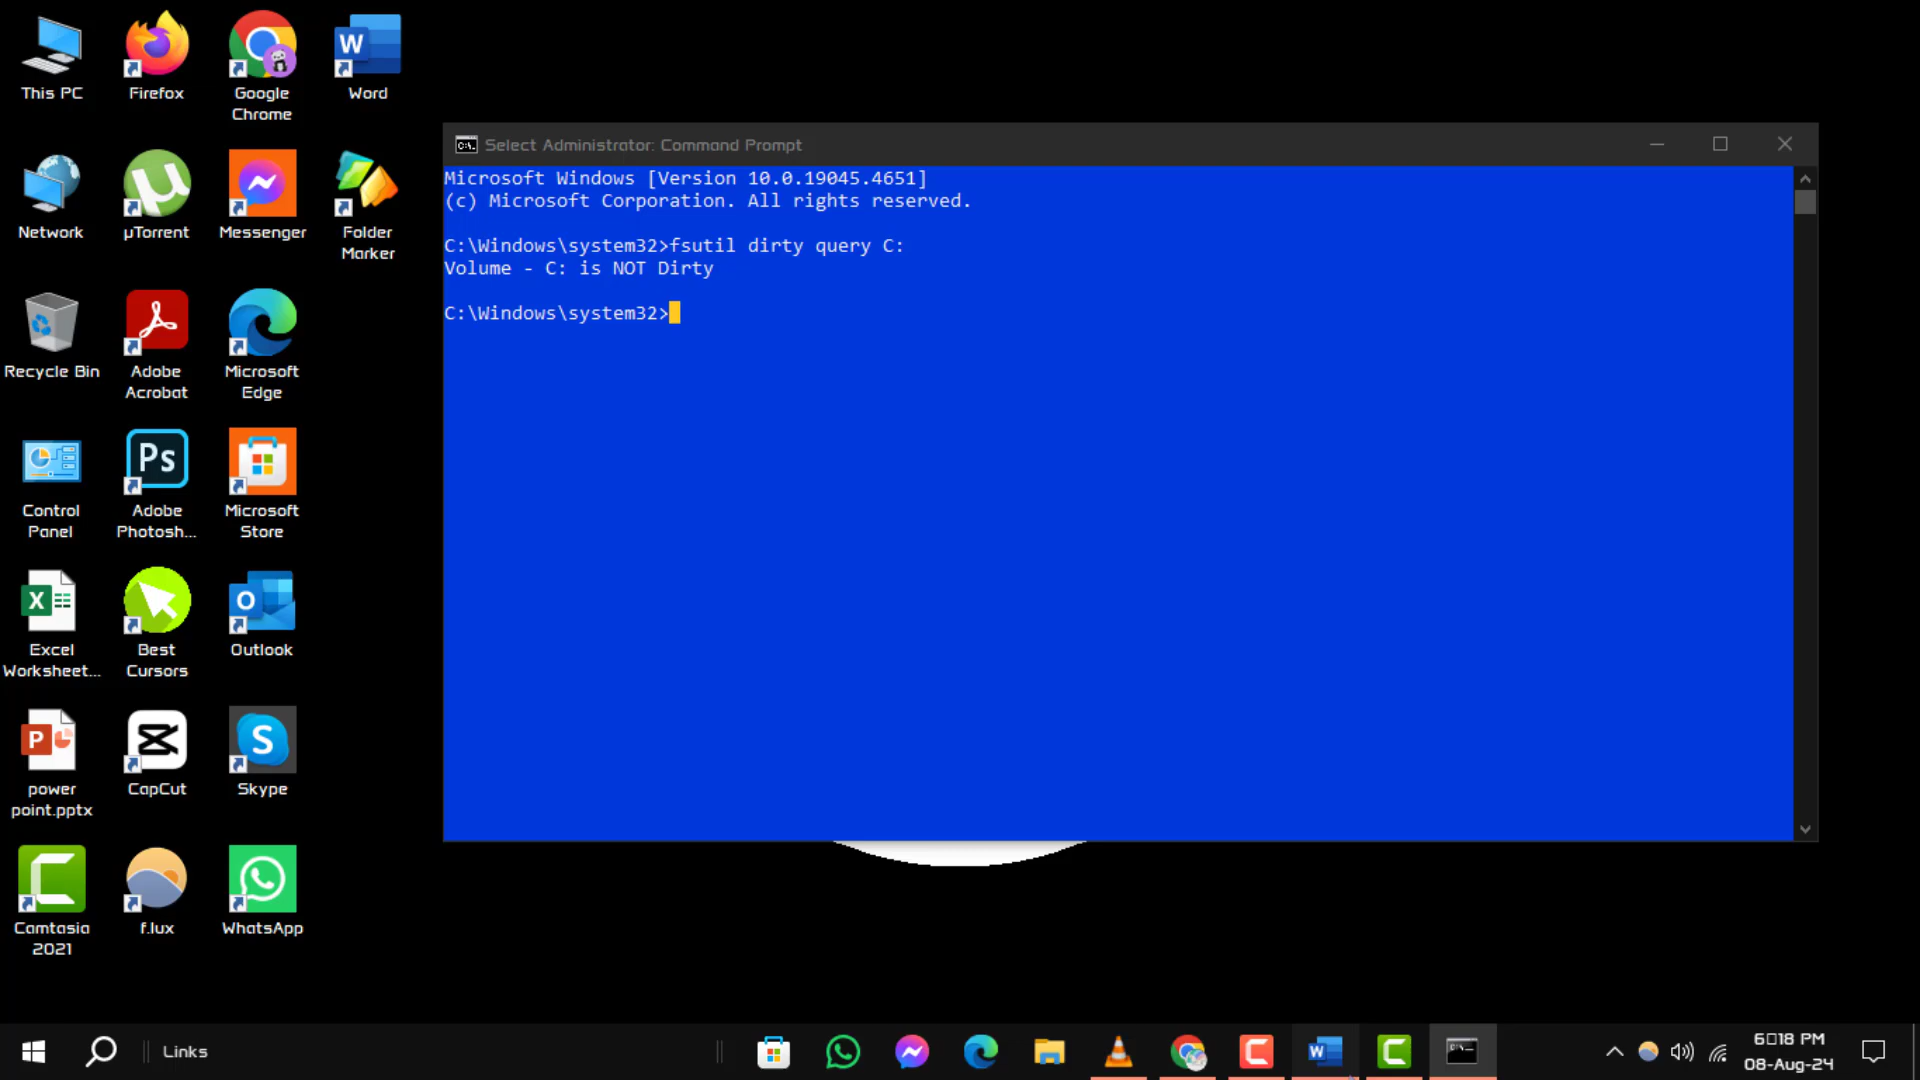 This PC
Firefox
Google
Chrome
Word
Network
µTorrent
Messenger
Folder
Marker
Recycle Bin
Adobe
Acrobat
Microsoft
Edge
Control
Panel
Ps
Adobe
Photosh...
Microsoft
Store
Excel
Worksheet...
Best
Cursors
Outlook
power
point.pptx
CapCut
Skype
Camtasia
2021
f.lux
WhatsApp
Select Administrator: Command Prompt
Microsoft Windows [Version 10.0.19045.4651]
(c) Microsoft Corporation. All rights reserved.
C:\Windows\system32>fsutil dirty query C:
Volume - C: is NOT Dirty
C:\Windows\system32>
Links
6□18 PM
08-Aug-24